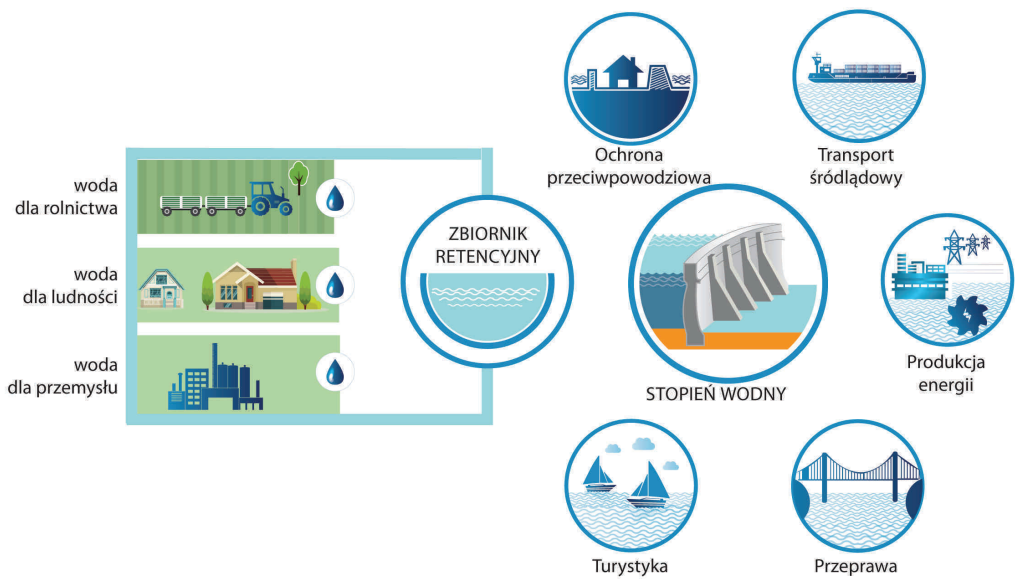 Ochrona
przeciwpowodziowa
Transport
śródlądowy
woda
dla rolnictwa
woda
dla ludności
woda
dla przemysłu
ZBIORNIK
RETENCYJNY
STOPIEŃ WODNY
Produkcja
energii
Turystyka
Przeprawa